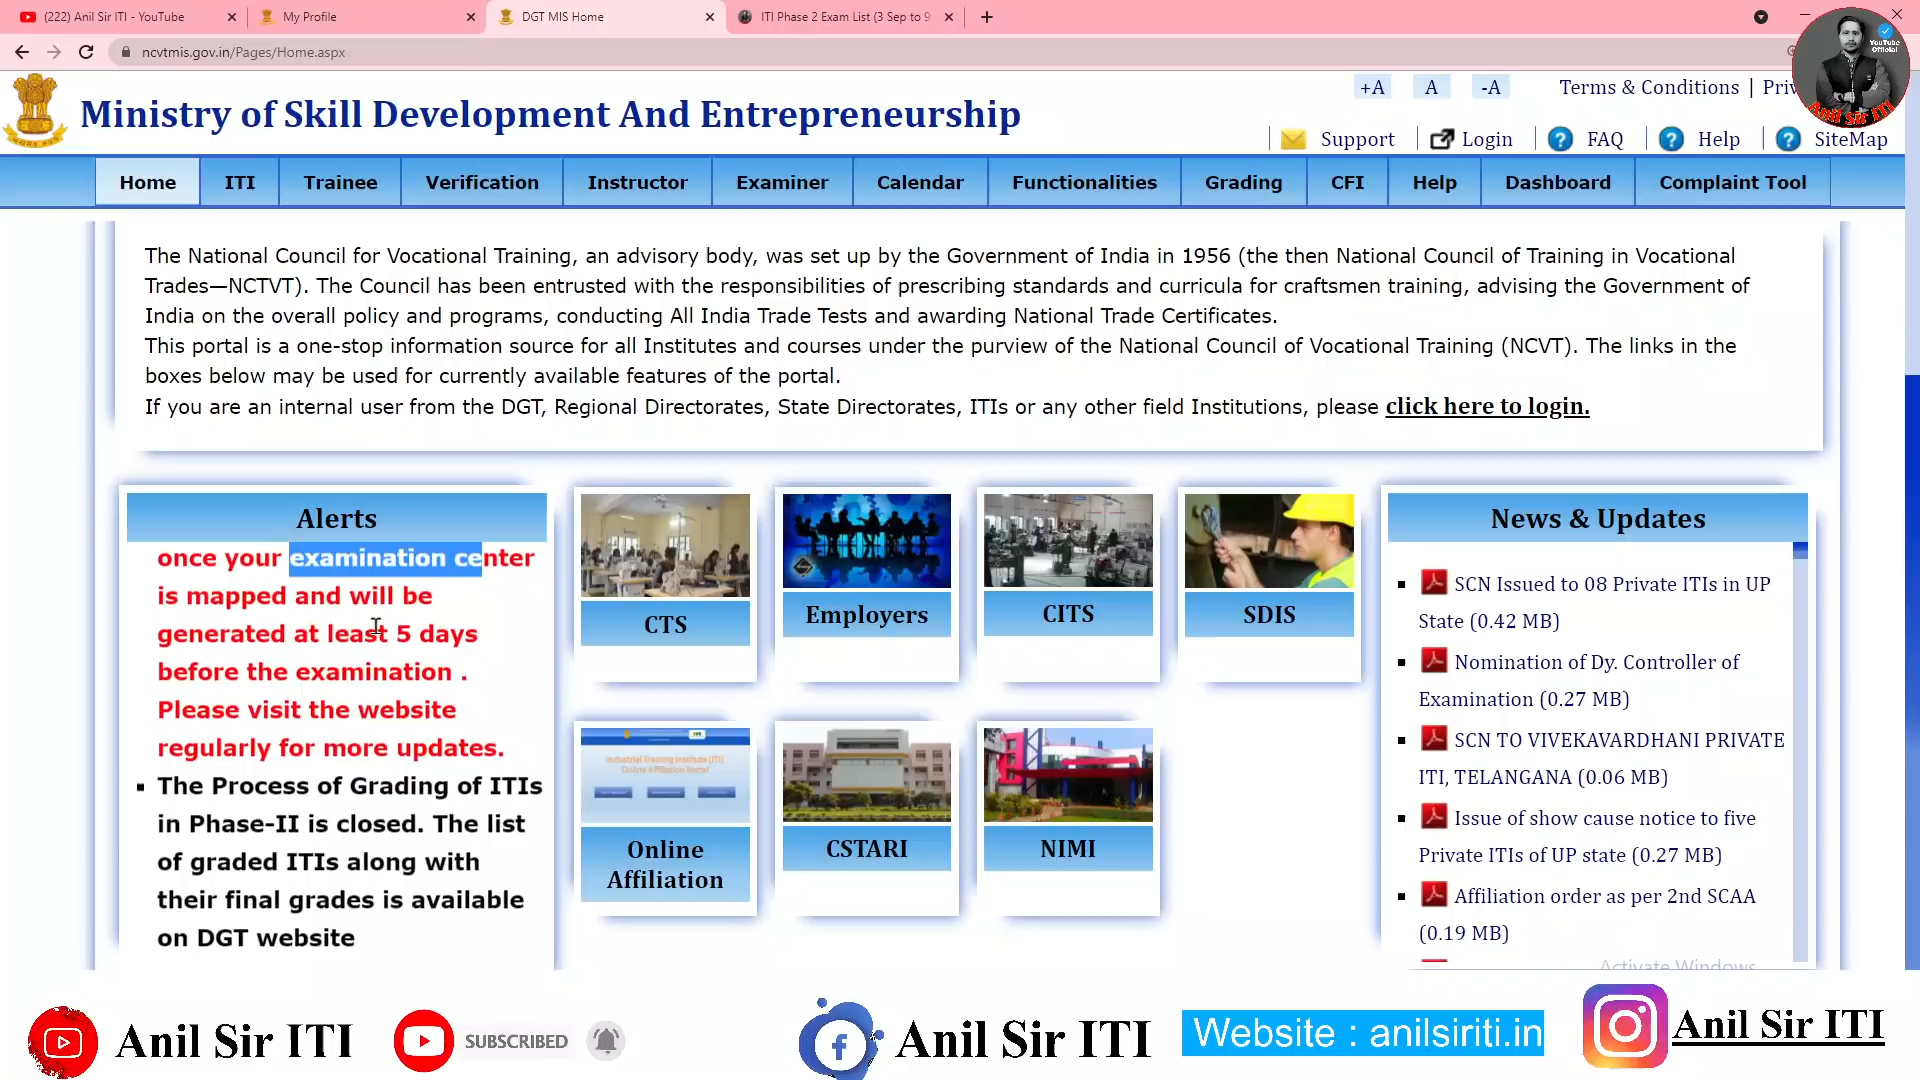 (222) Anil Sir ITI - YouTube
My Profile
DGT MIS Home
ITI Phase 2 Exam List (3 Sep to 9
ncvtmis.gov.in/Pages/Home.aspx
YouTube
Official
Anil Sir ITI
Ministry of Skill Development And Entrepreneurship
+A A -A Terms & Conditions |
Support Login FAQ Help SiteMap
Home ITI Trainee Verification Instructor Examiner Calendar Functionalities Grading CFI Help Dashboard Complaint Tool
The National Council for Vocational Training, an advisory body, was set up by the Government of India in 1956 (the then National Council of Training in Vocational
Trades—NCTVT). The Council has been entrusted with the responsibilities of prescribing standards and curricula for craftsmen training, advising the Government of
India on the overall policy and programs, conducting All India Trade Tests and awarding National Trade Certificates.
This portal is a one-stop information source for all Institutes and courses under the purview of the National Council of Vocational Training (NCVT). The links in the
boxes below may be used for currently available features of the portal.
If you are an internal user from the DGT, Regional Directorates, State Directorates, ITIs or any other field Institutions, please click here to login.
Alerts
once your examination center
is mapped and will be
generated at least 5 days
before the examination .
Please visit the website
regularly for more updates.
The Process of Grading of ITIs
in Phase-II is closed. The list
of graded ITIs along with
their final grades is available
on DGT website
CTS
Employers
CITS
SDIS
Industrial Training Institute (ITI)
Online Affiliation Portal
Online
Affiliation
CSTARI
NIMI
News & Updates
SCN Issued to 08 Private ITIs in UP
State (0.42 MB)
Nomination of Dy. Controller of
Examination (0.27 MB)
SCN TO VIVEKAVARDHANI PRIVATE
ITI, TELANGANA (0.06 MB)
Issue of show cause notice to five
Private ITIs of UP state (0.27 MB)
Affiliation order as per 2nd SCAA
(0.19 MB)
Activate Windows
Anil Sir ITI
SUBSCRIBED
Anil Sir ITI
Website : anilsiriti.in
Anil Sir ITI